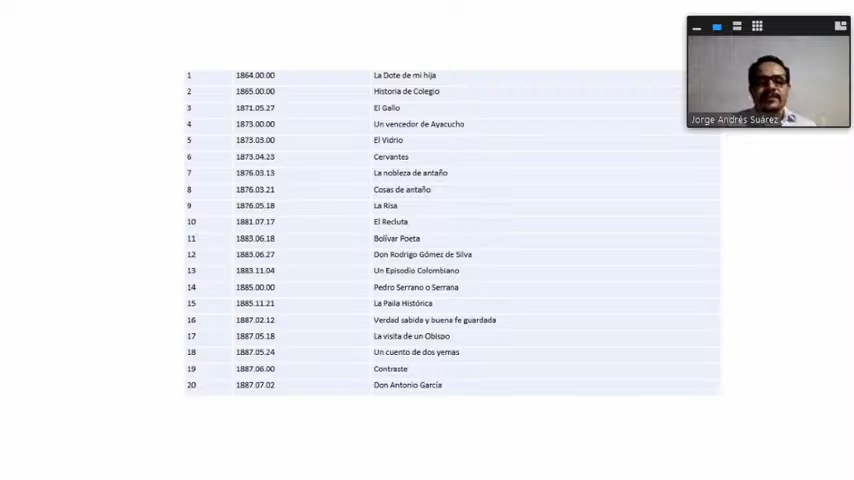 1 1864.00.00 La Dote de mi hija
2 1865.00.00 Historia de Colegio
3 1871.05.27 El Gallo
4 1873.00.00 Un vencedor de Ayacucho
5 1873.03.00 El Vidrio
6 1873.04.23 Cervantes
7 1876.03.13 La nobleza de antaño
8 1876.03.21 Cosas de antaño
9 1876.05.18 La Risa
10 1881.07.17 El Recluta
11 1883.06.18 Bolívar Poeta
12 1883.06.27 Don Rodrigo Gómez de Silva
13 1883.11.04 Un Episodio Colombiano
14 1885.00.00 Pedro Serrano o Serrana
15 1885.11.21 La Paila Histórica
16 1887.02.12 Verdad sabida y buena fe guardada
17 1887.05.18 La visita de un Obispo
18 1887.05.24 Un cuento de dos yemas
19 1887.06.00 Contraste
20 1887.07.02 Don Antonio García
Jorge Andrés Suárez